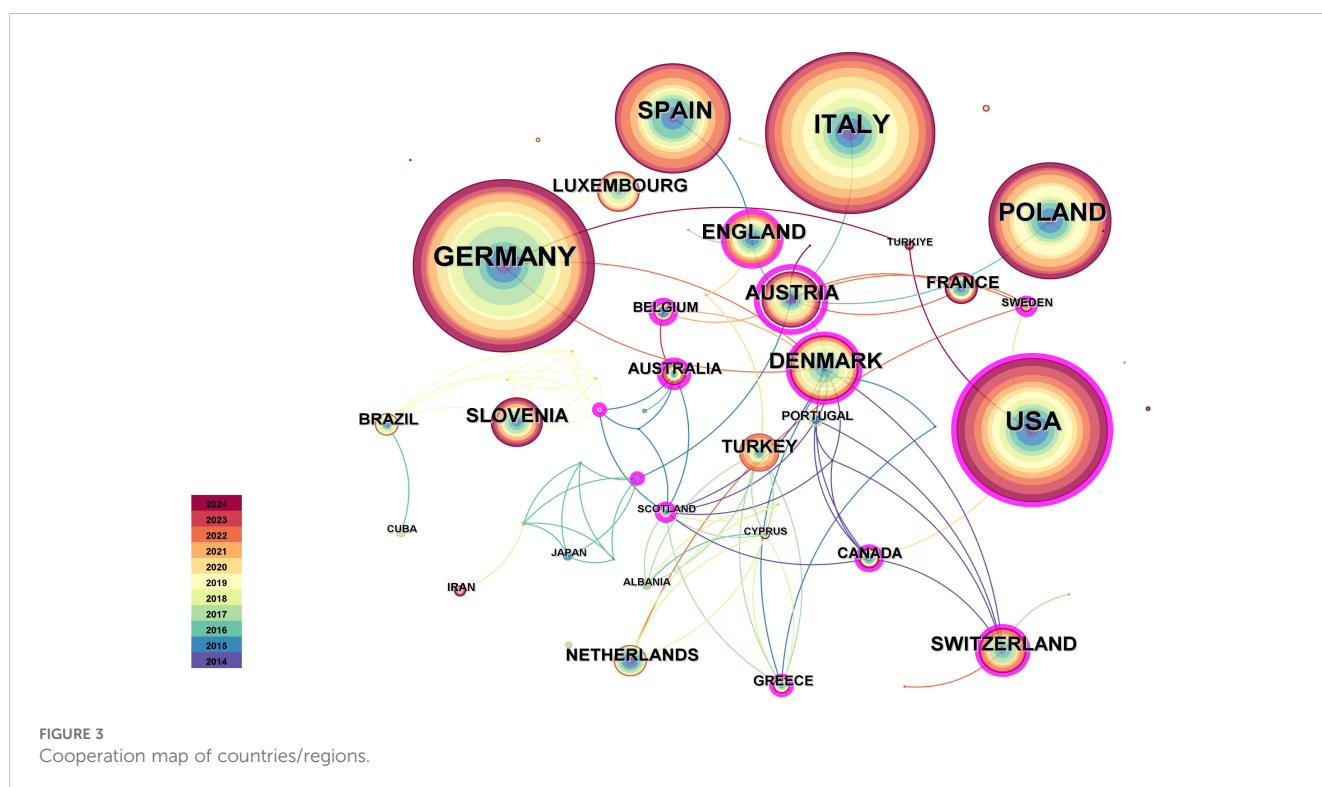 SPAIN
ITALY
LUXEMBOURG
POLAND
ENGLAND
TURKIYE
GERMANY
FRANCE
AUSTRIA
SWEDEN
BELGIUM
DENMARK
AUSTRALIA
BRAZIL
SLOVENIA
PORTUGAL
USA
TURKEY
2024
2023
2022
2021
2020
2019
2018
2017
2016
2015
2014
SCOTLAND
CUBA
CYPRUS
JAPAN
CANADA
IRAN
ALBANIA
NETHERLANDS
SWITZERLAND
GREECE
FIGURE 3
Cooperation map of countries/regions.